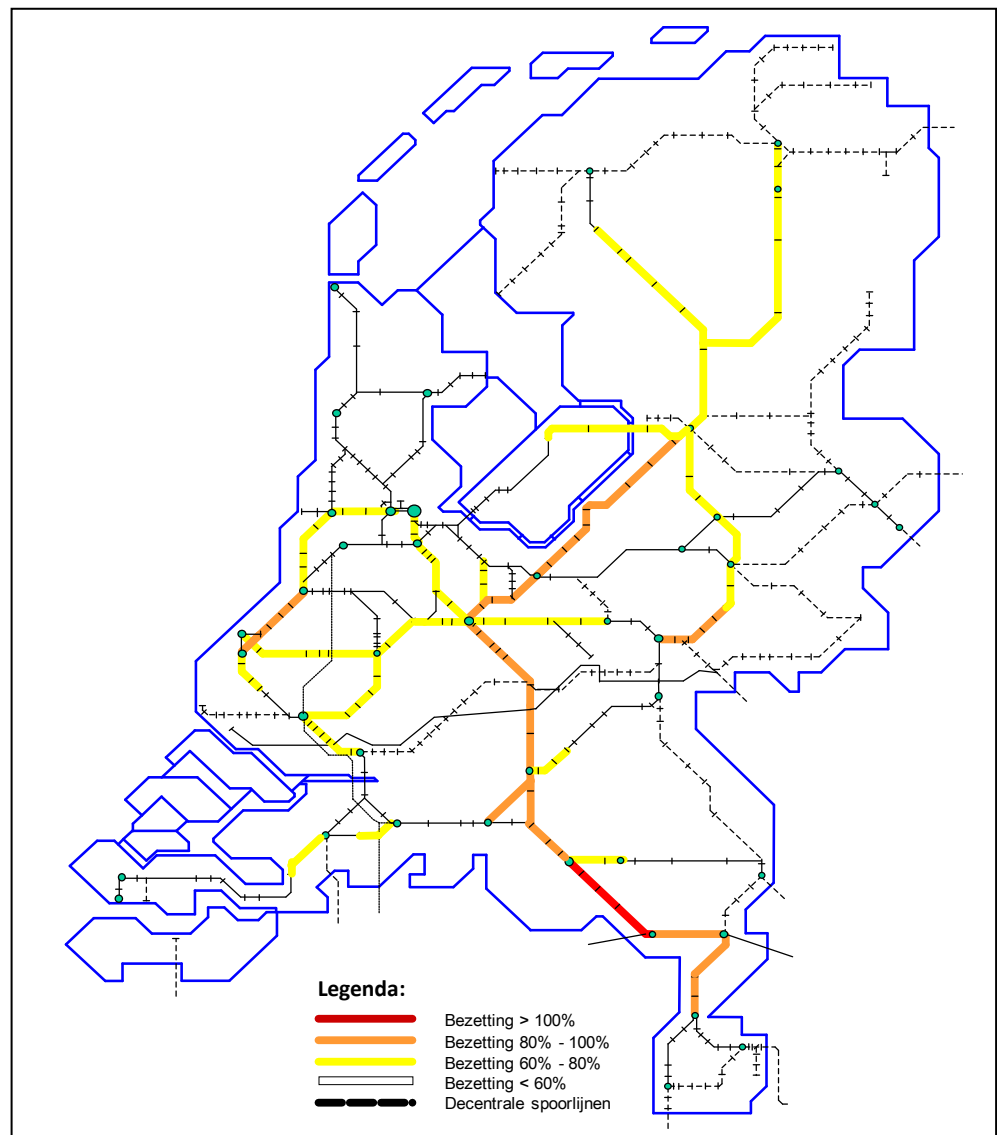 Legenda:
Bezetting > 100%
Bezetting 80% - 100%
Bezetting 60% - 80%
Bezetting < 60%
Decentrale spoorlijnen